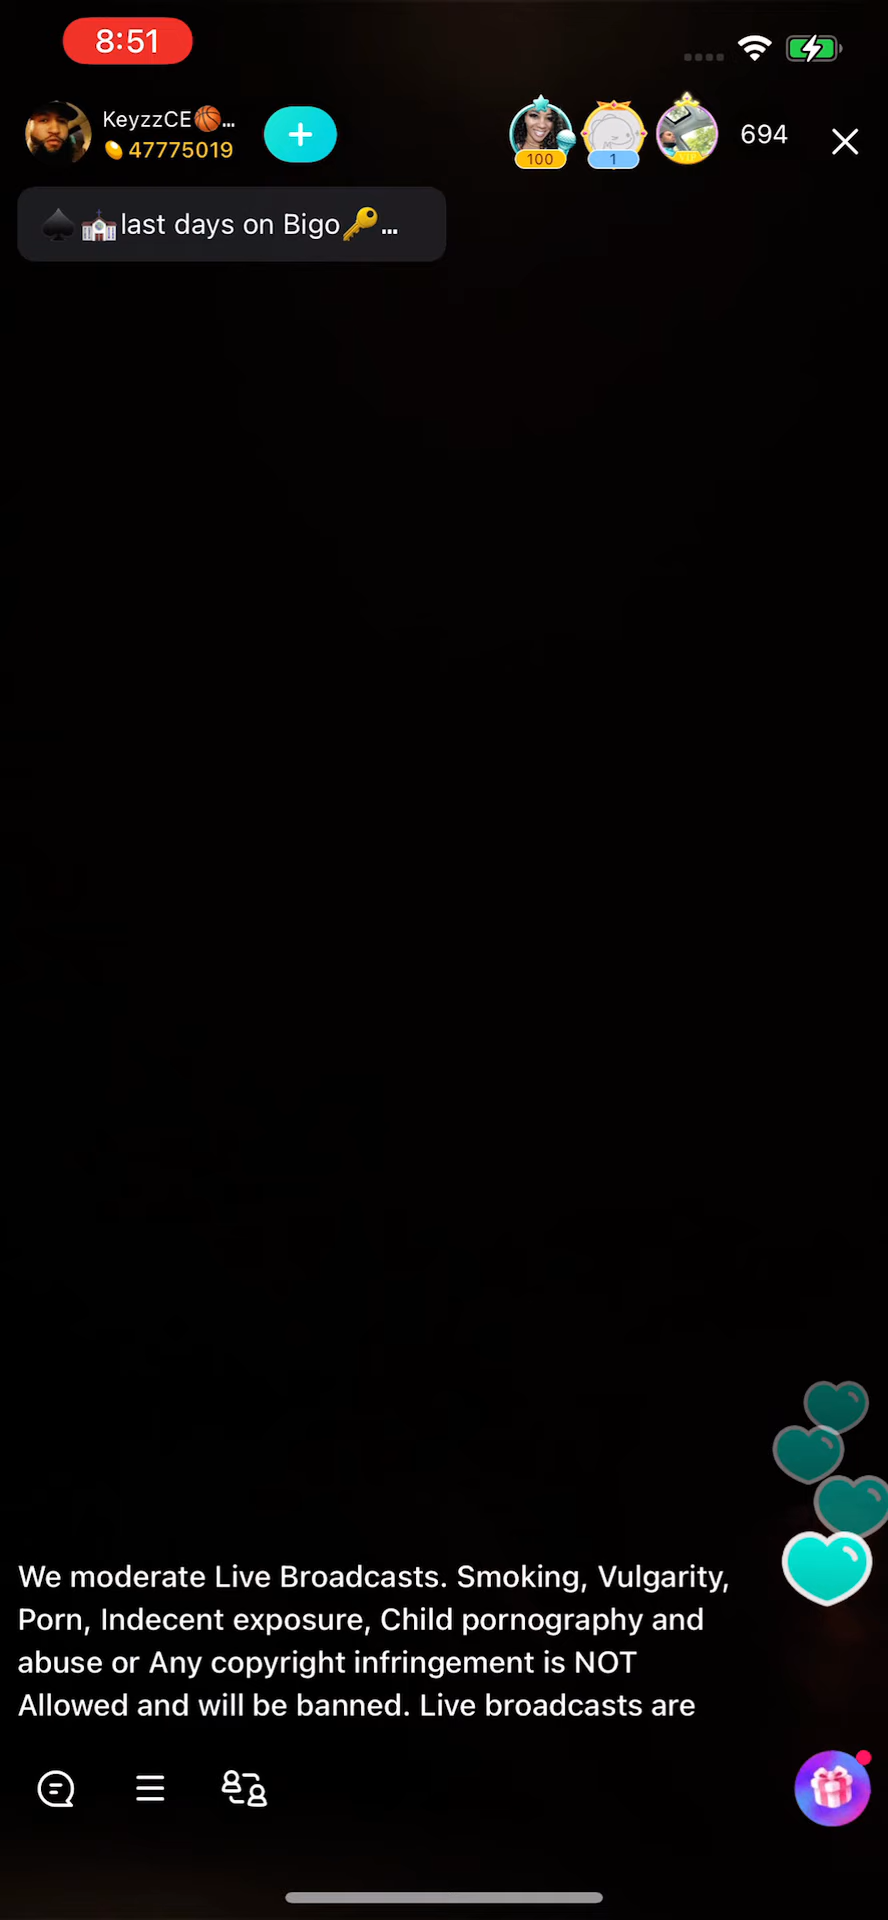 8:51
KeyzzCE🏀...
47775019
100
1
VIP
694
♠️⛪last days on Bigo🔑...
We moderate Live Broadcasts. Smoking, Vulgarity,
Porn, Indecent exposure, Child pornography and
abuse or Any copyright infringement is NOT
Allowed and will be banned. Live broadcasts are